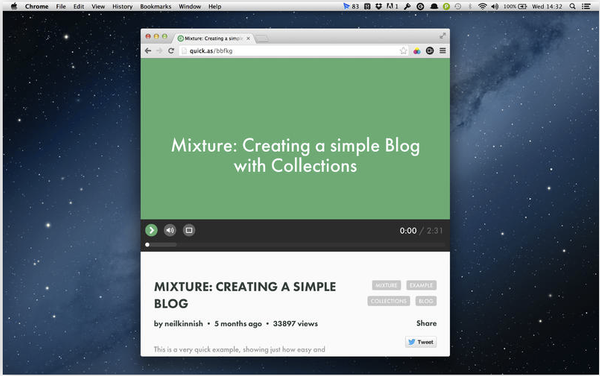 Chrome File Edit View History Bookmarks Window Help 83 1 100% Wed 14:32
Mixture: Creating a simple
quick.as/bbfkg
Mixture: Creating a simple Blog
with Collections
0:00 / 2:31
MIXTURE: CREATING A SIMPLE
BLOG
MIXTURE EXAMPLE
COLLECTIONS BLOG
by neilkinnish • 5 months ago • 33897 views
Share
Tweet
This is a very quick example, showing just how easy and